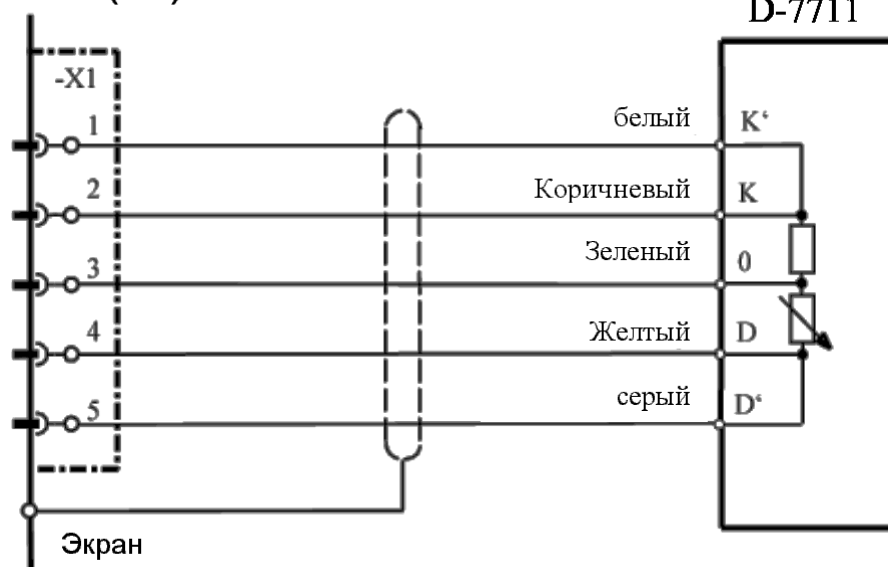 D-7711
-X1
1
белый
K‘
2
Коричневый
K
3
Зеленый
0
4
Желтый
D
5
серый
D‘
Экран